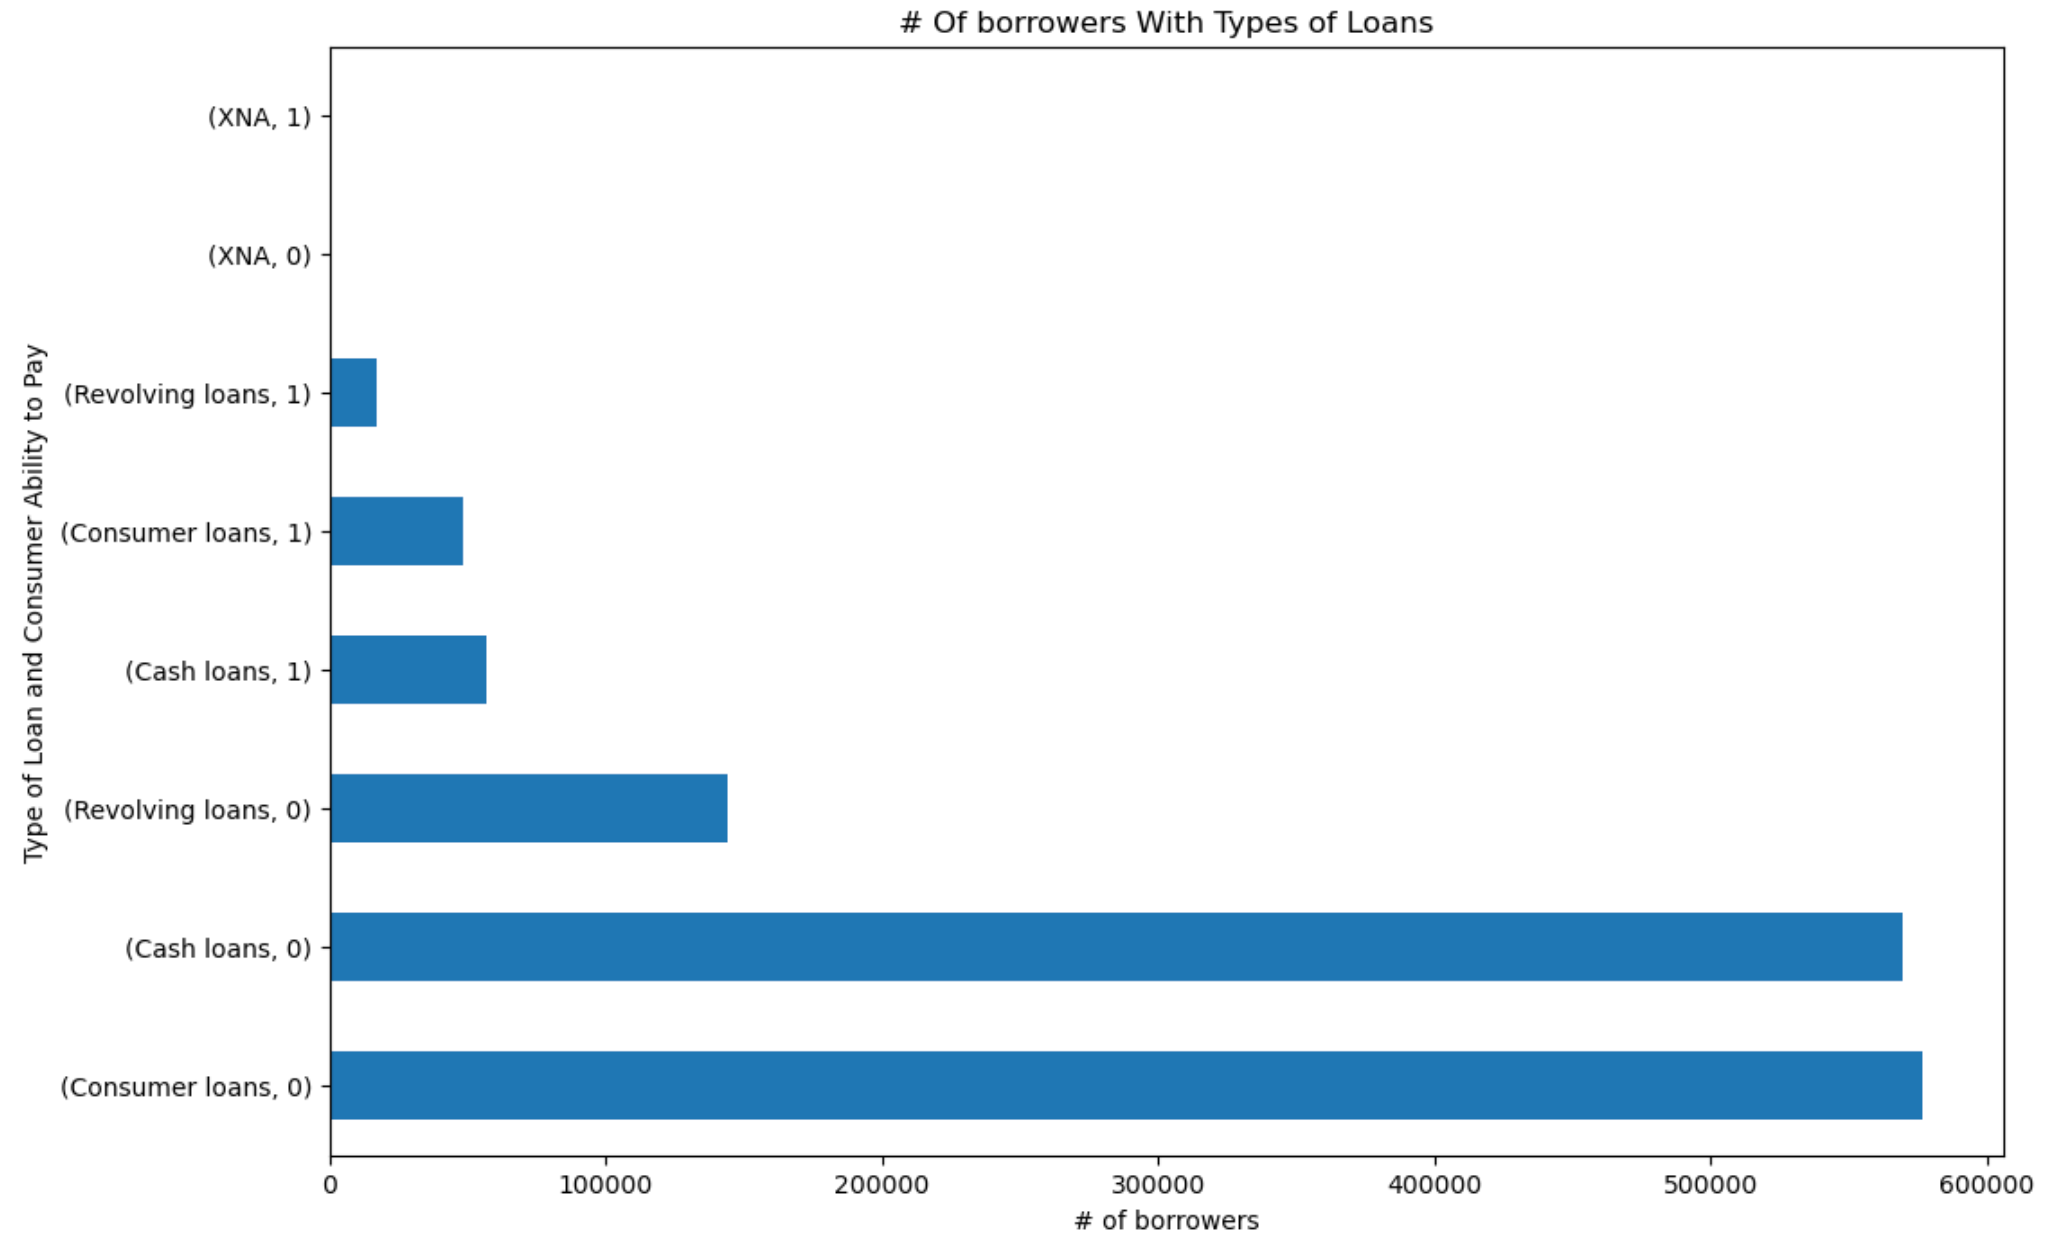 # Of borrowers With Types of Loans
(XNA, 1)
(XNA, 0)
(Revolving loans, 1)
(Consumer loans, 1)
(Cash loans, 1)
(Revolving loans, 0)
(Cash loans, 0)
(Consumer loans, 0)
Type of Loan and Consumer Ability to Pay
0 100000 200000 300000 400000 500000 600000
# of borrowers